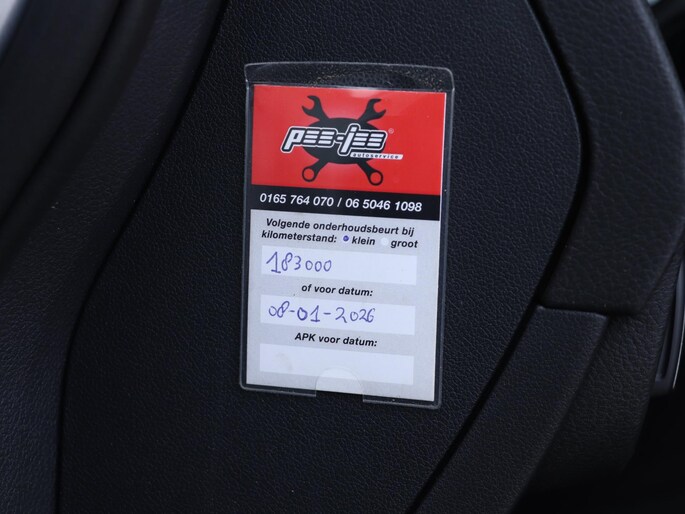 pee-jee®
autoservice
0165 764 070 / 06 5046 1098
Volgende onderhoudsbeurt bij
kilometerstand: klein groot
183000
of voor datum:
08-01-2026
APK voor datum: